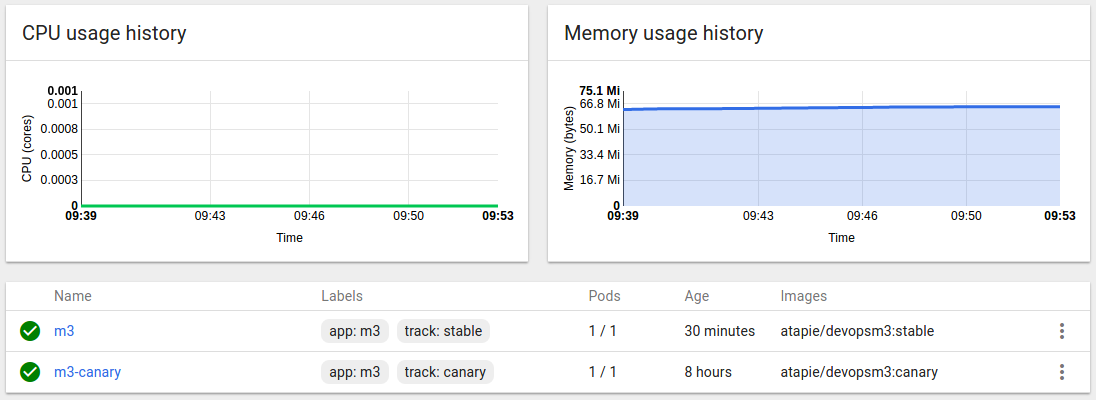 CPU usage history
CPU (cores)
0.001
0.001
0.0008
0.0005
0.0003
0
09:39 09:43 09:46 09:50 09:53
Time
Memory usage history
Memory (bytes)
75.1 Mi
66.8 Mi
50.1 Mi
33.4 Mi
16.7 Mi
0
09:39 09:43 09:46 09:50 09:53
Time
Name Labels Pods Age Images
m3 app: m3 track: stable 1 / 1 30 minutes atapie/devopsm3:stable
m3-canary app: m3 track: canary 1 / 1 8 hours atapie/devopsm3:canary